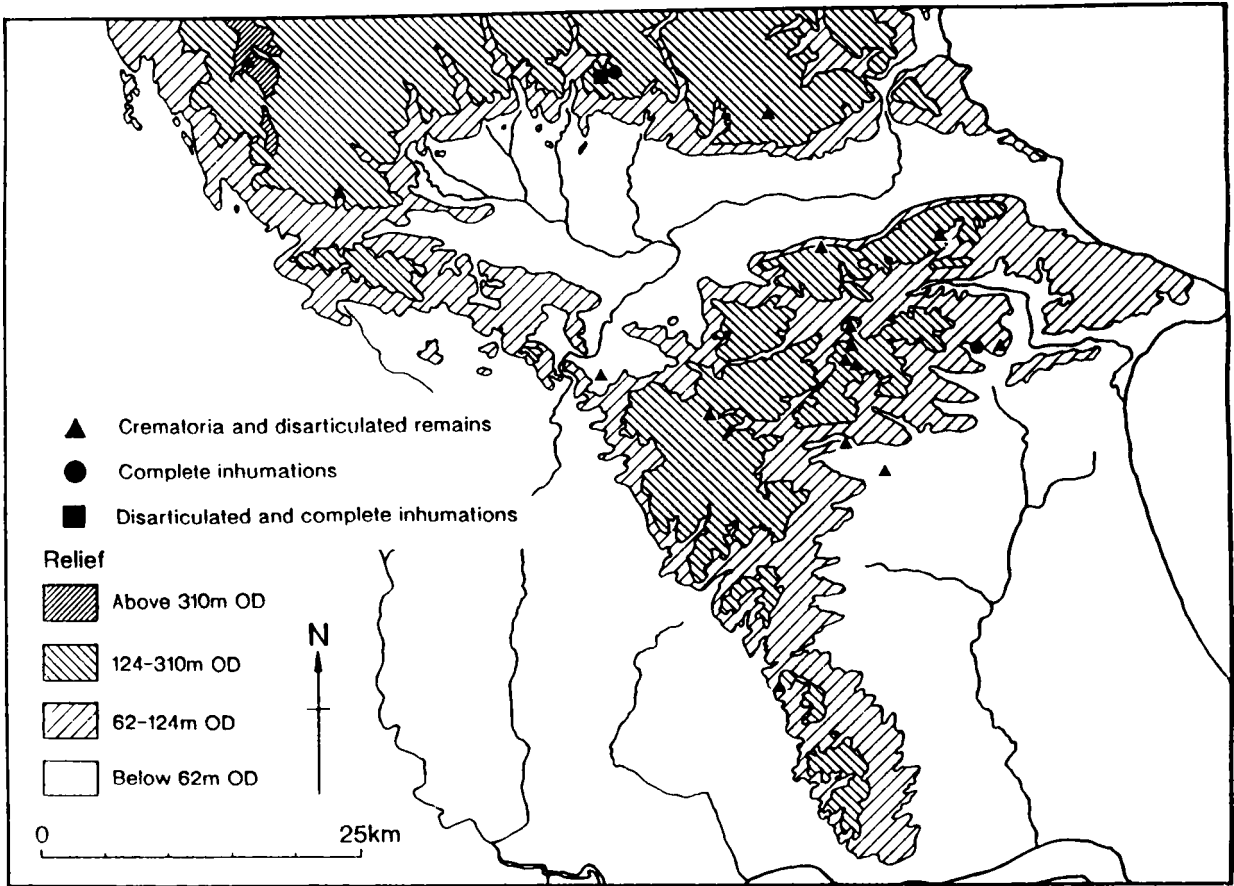 Crematoria and disarticulated remains
Complete inhumations
Disarticulated and complete inhumations
Relief
Above 310m OD
124-310m OD
62-124m OD
Below 62m OD
N
0 25km